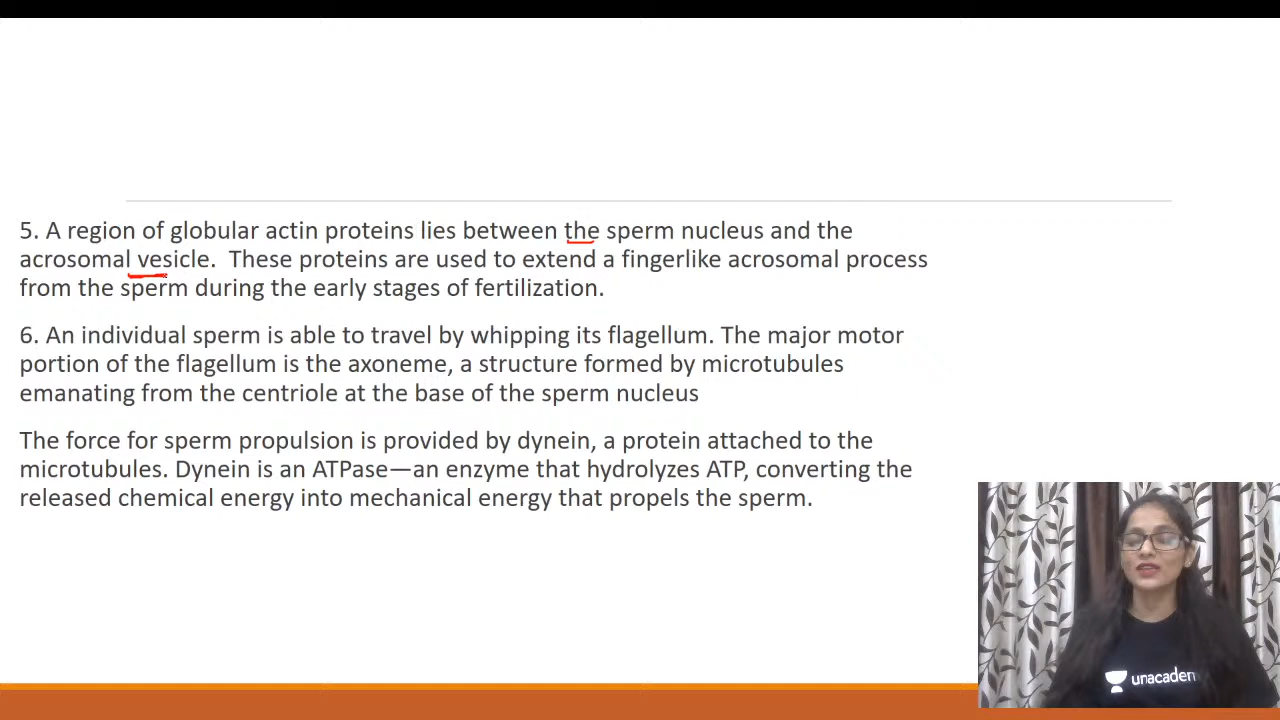 5. A region of globular actin proteins lies between the sperm nucleus and the
acrosomal vesicle.  These proteins are used to extend a fingerlike acrosomal process
from the sperm during the early stages of fertilization.
6. An individual sperm is able to travel by whipping its flagellum. The major motor
portion of the flagellum is the axoneme, a structure formed by microtubules
emanating from the centriole at the base of the sperm nucleus
The force for sperm propulsion is provided by dynein, a protein attached to the
microtubules. Dynein is an ATPase—an enzyme that hydrolyzes ATP, converting the
released chemical energy into mechanical energy that propels the sperm.
unacadem